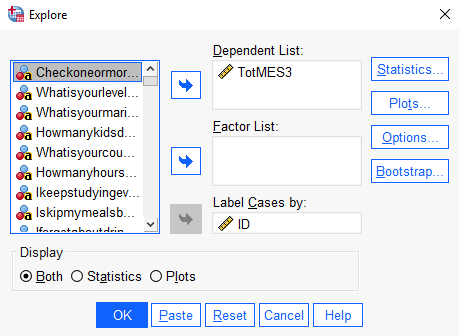 Explore
Dependent List:
Checkoneormor...
Whatisyourlevel...
Whatisyourmari...
Howmanykidsd...
Whatisyourcou...
Howmanyhours...
Ikeepstudyingev...
Iskipmymealsb...
TotMES3
Factor List:
Label Cases by:
ID
Statistics...
Plots...
Options...
Bootstrap...
Display
Both Statistics Plots
OK Paste Reset Cancel Help